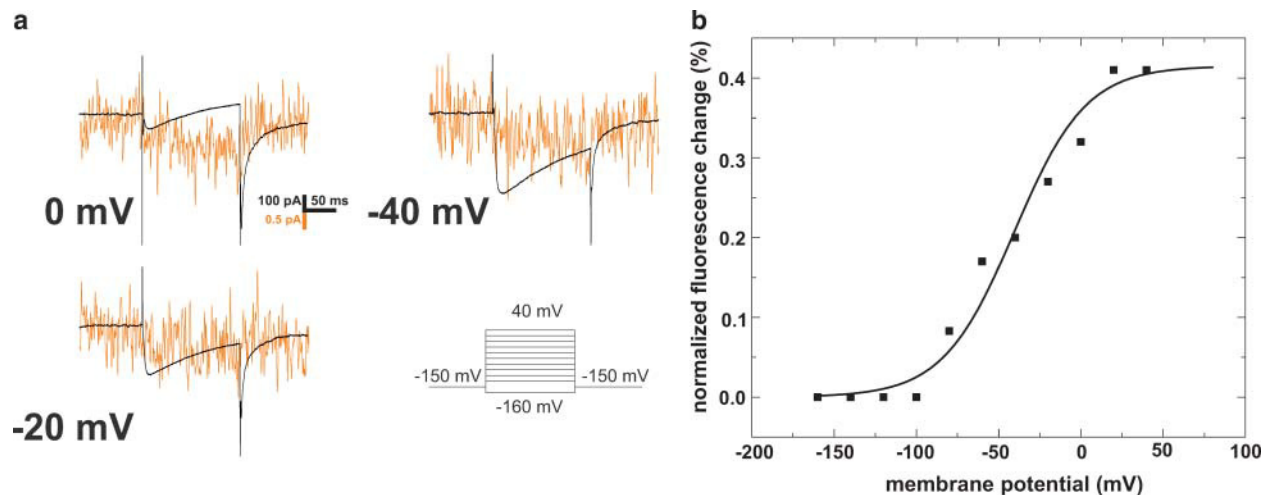 a
0 mV
100 pA 50 ms
0.5 pA
-40 mV
-20 mV
40 mV
-150 mV -150 mV
-160 mV
b
normalized fluorescence change (%)
0.4
0.3
0.2
0.1
0.0
-200 -150 -100 -50 0 50 100
membrane potential (mV)